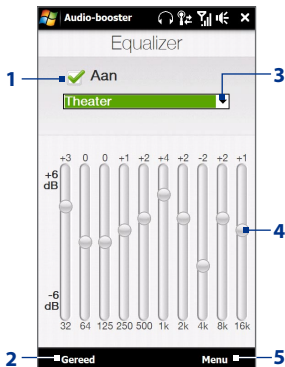 Audio-booster
Equalizer
1 Aan 3
Theater
+3 0 0 +1 +2 +4 +2 -2 +2 +1
+6
dB
4
-6
dB
32 64 125 250 500 1k 2k 4k 8k 16k
2 Gereed Menu 5